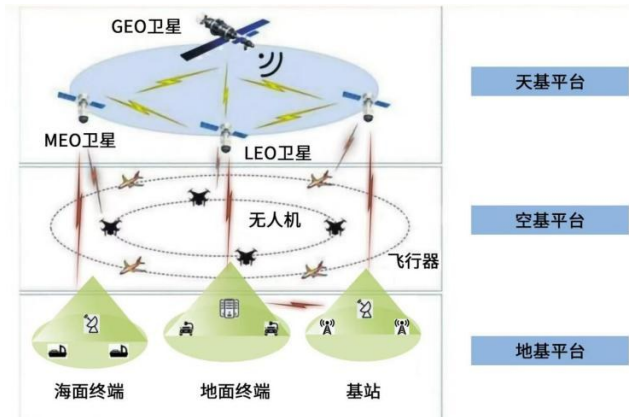 GEO卫星
天基平台
MEO卫星
LEO卫星
无人机
空基平台
飞行器
地基平台
海面终端
地面终端
基站